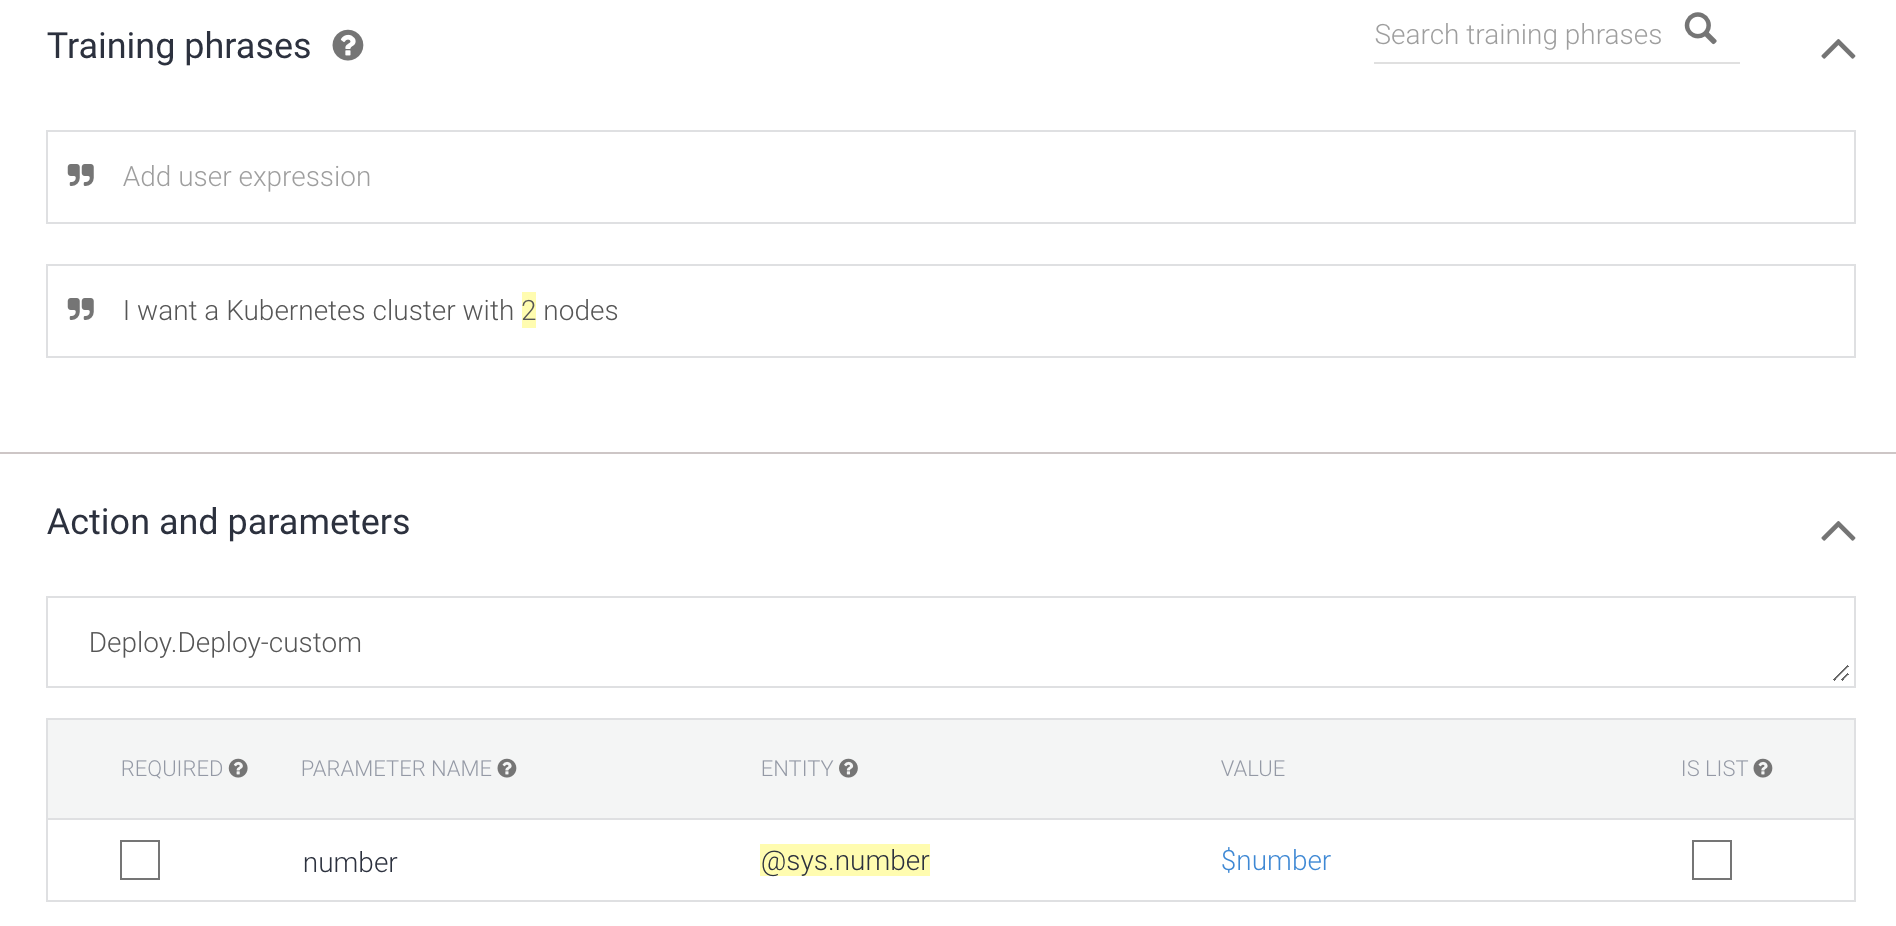 Training phrases ?
Search training phrases
Add user expression
I want a Kubernetes cluster with 2 nodes
Action and parameters
Deploy.Deploy-custom
REQUIRED ? PARAMETER NAME ? ENTITY ? VALUE IS LIST ?
number @sys.number $number